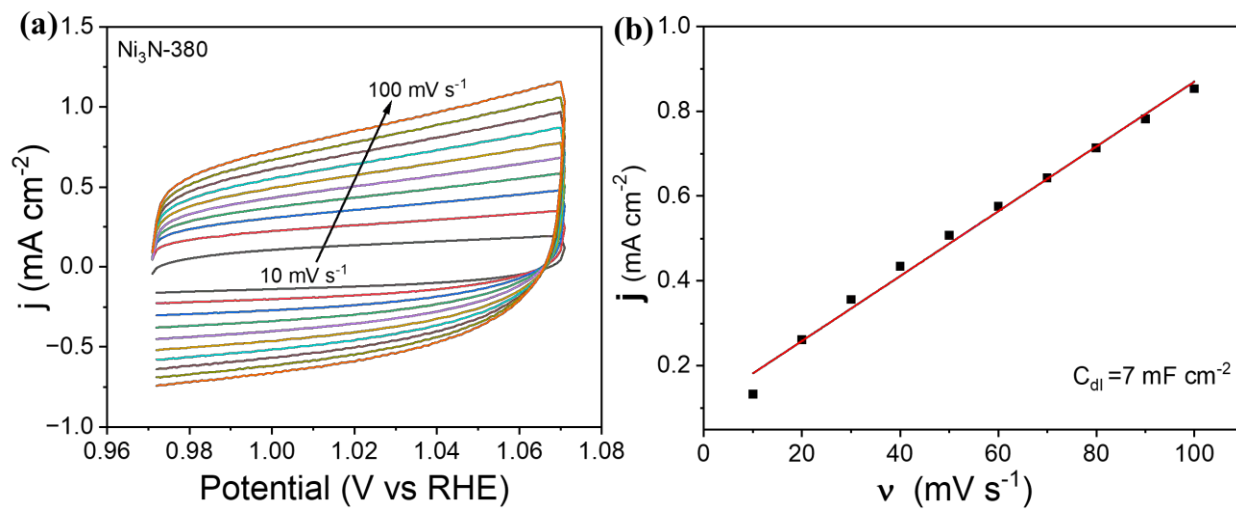 (a)
Ni₃N-380
100 mV s⁻¹
10 mV s⁻¹
1.5
1.0
0.5
0.0
−0.5
−1.0
j (mA cm⁻²)
0.96 0.98 1.00 1.02 1.04 1.06 1.08
Potential (V vs RHE)
(b)
1.0
0.8
0.6
0.4
0.2
j (mA cm⁻²)
C_dl =7 mF cm⁻²
0 20 40 60 80 100
ν (mV s⁻¹)